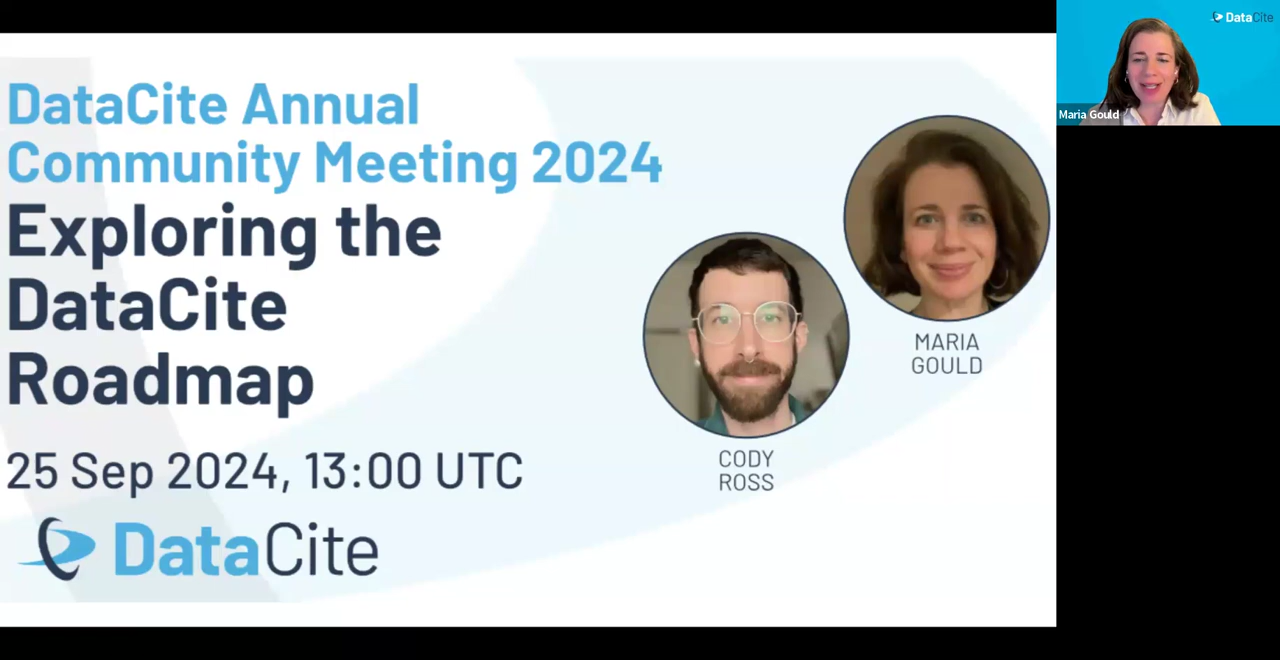 DataCite Annual
Community Meeting 2024
Exploring the
DataCite
Roadmap
25 Sep 2024, 13:00 UTC
DataCite
CODY
ROSS
MARIA
GOULD
DataCite
Maria Gould